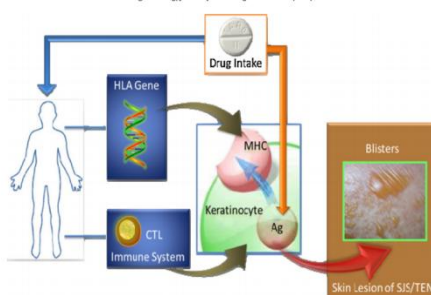 Drug Intake
HLA Gene
MHC
Keratinocyte
Ag
CTL
Immune System
Blisters
Skin Lesion of SJS/TEN